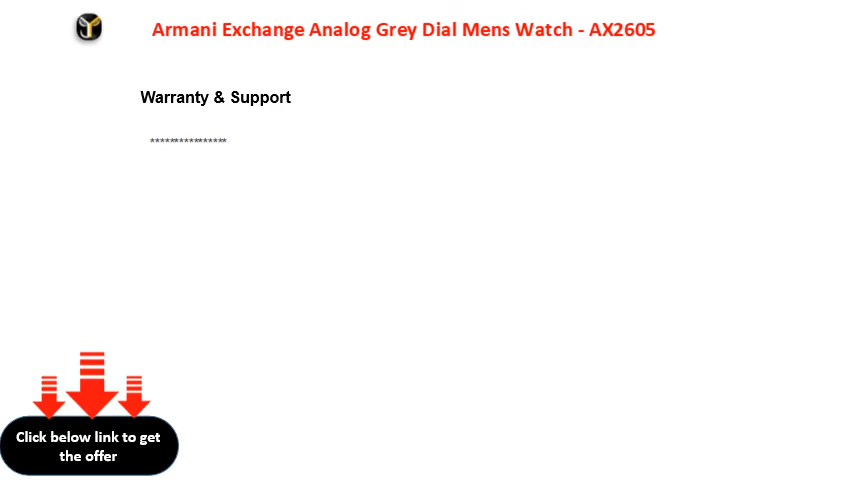 Armani Exchange Analog Grey Dial Mens Watch - AX2605
Warranty & Support
****************
Click below link to get
the offer